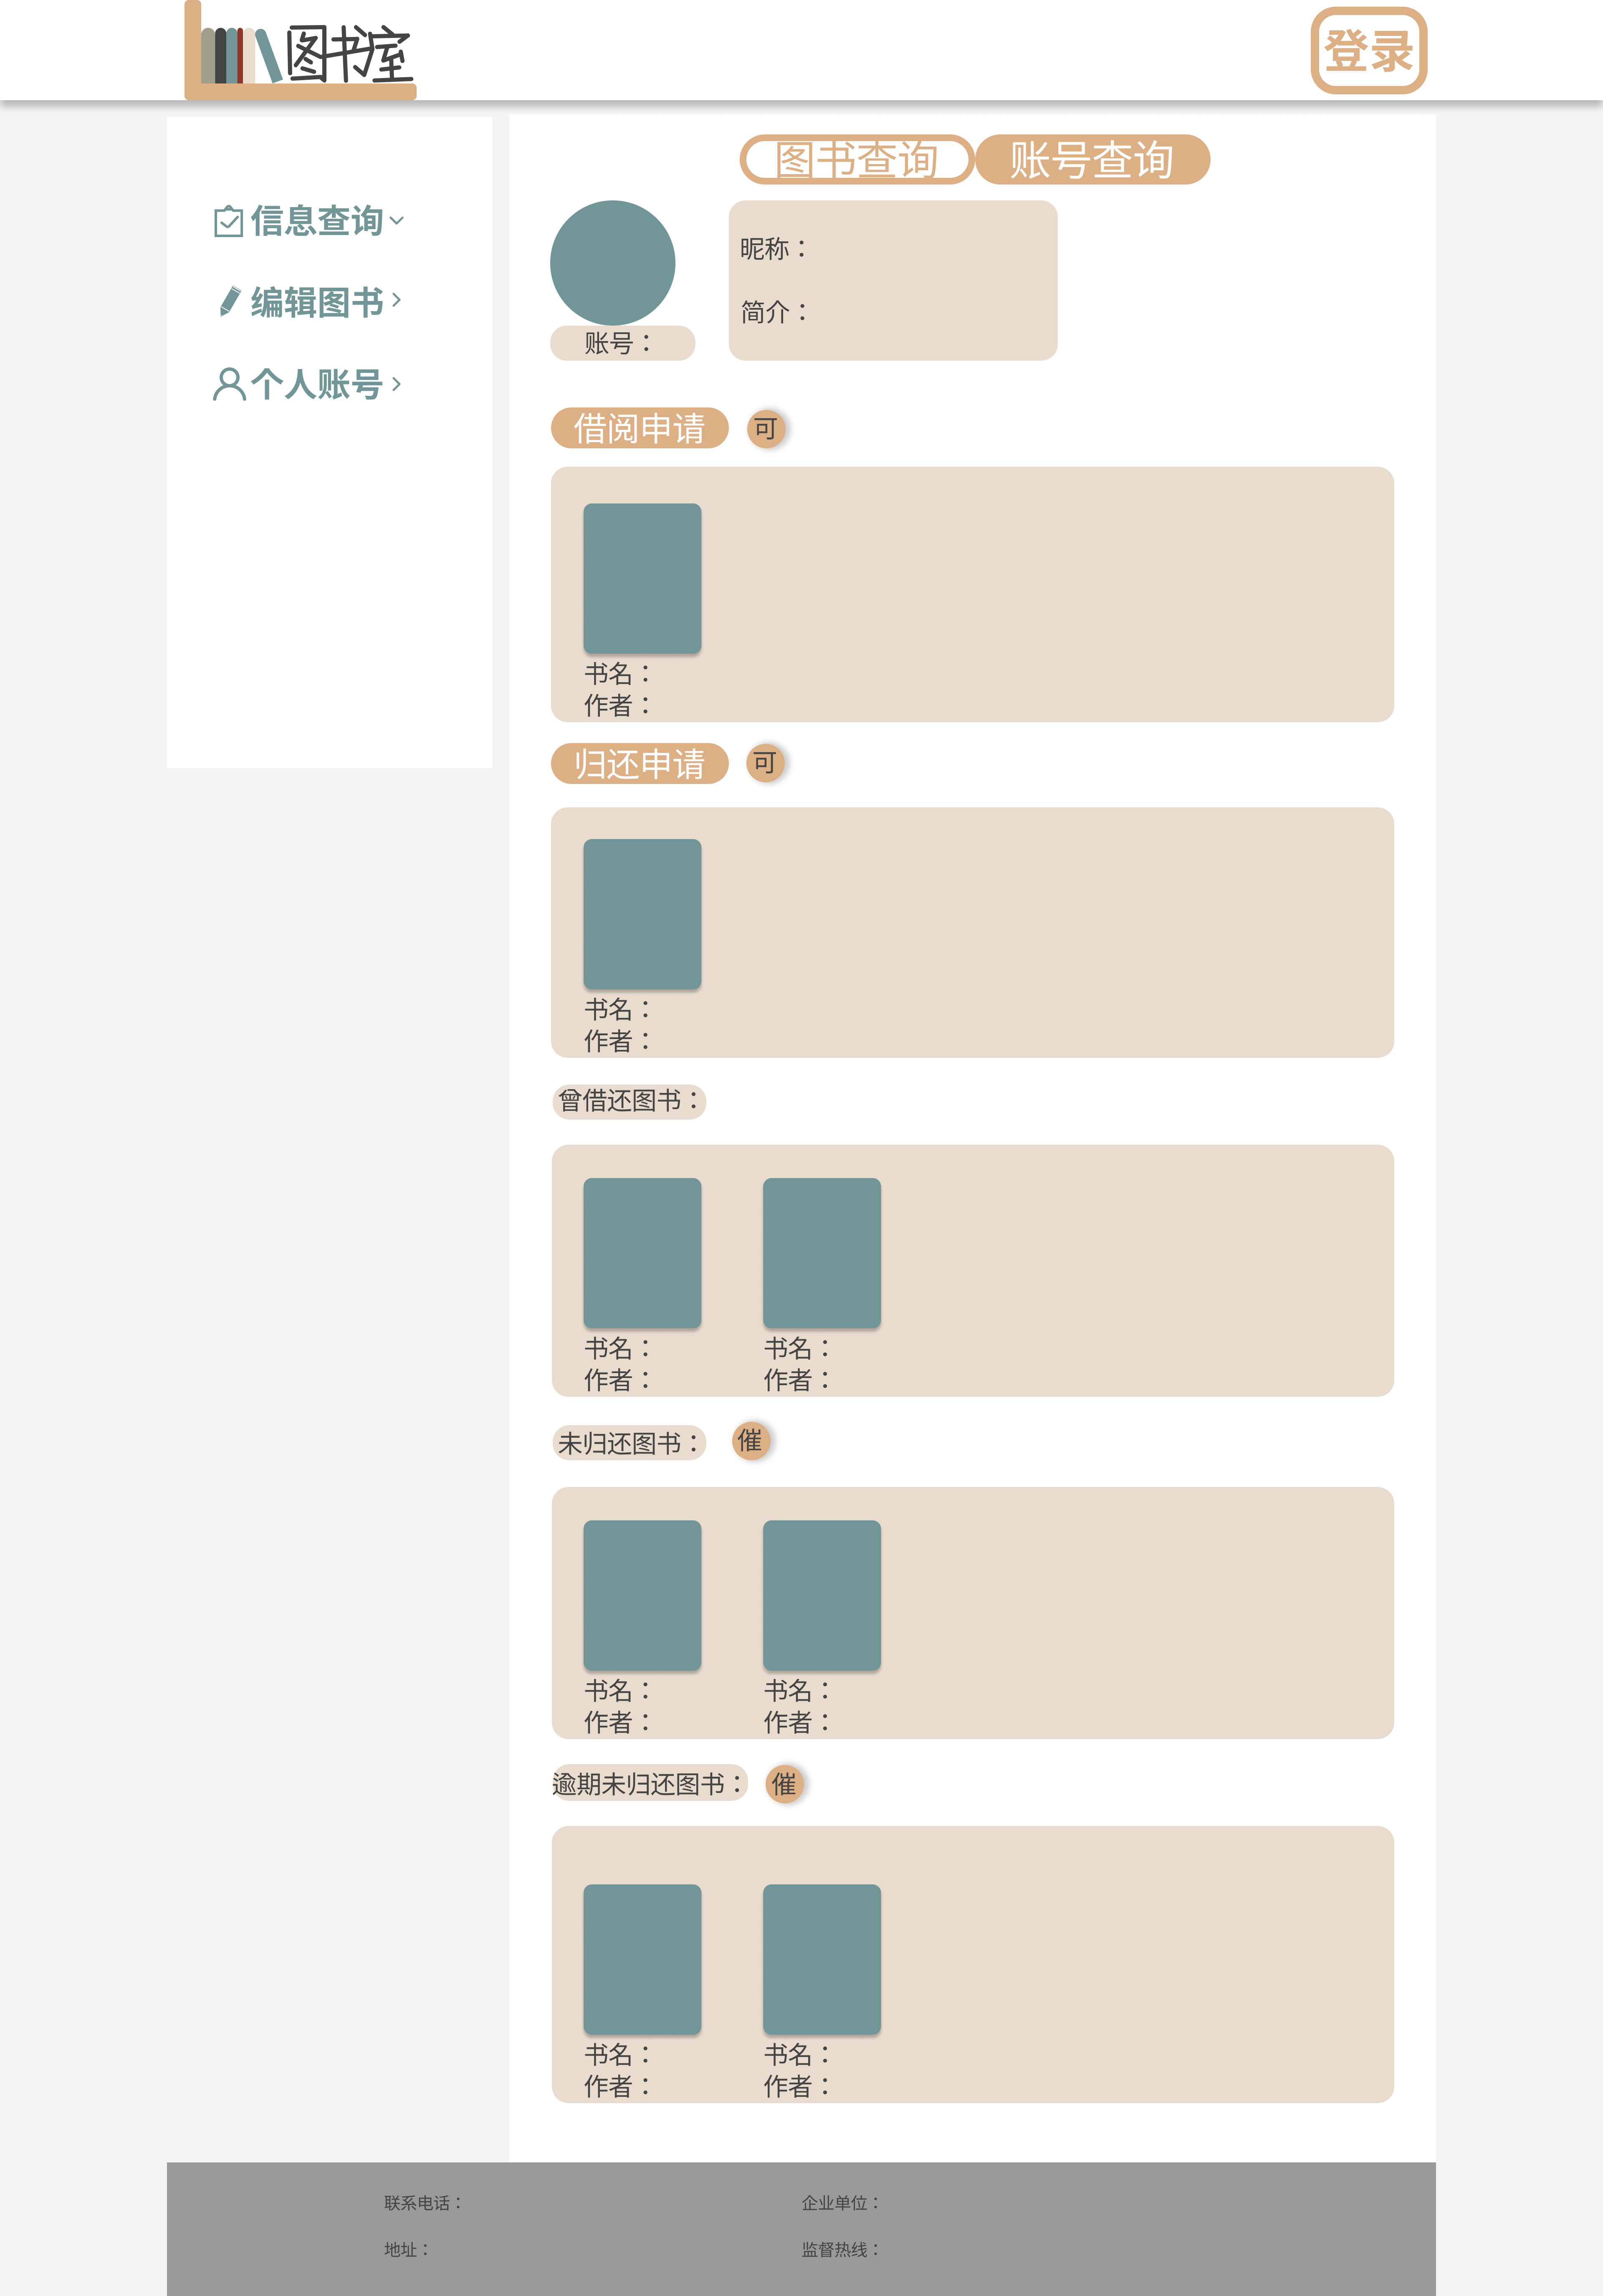 图书室
登录
信息查询
编辑图书
个人账号
图书查询
账号查询
昵称：
简介：
账号：
借阅申请
可
书名：
作者：
归还申请
可
书名：
作者：
曾借还图书：
书名：
书名：
作者：
作者：
未归还图书：
催
书名：
书名：
作者：
作者：
逾期未归还图书：
催
书名：
书名：
作者：
作者：
联系电话：
企业单位：
地址：
监督热线：